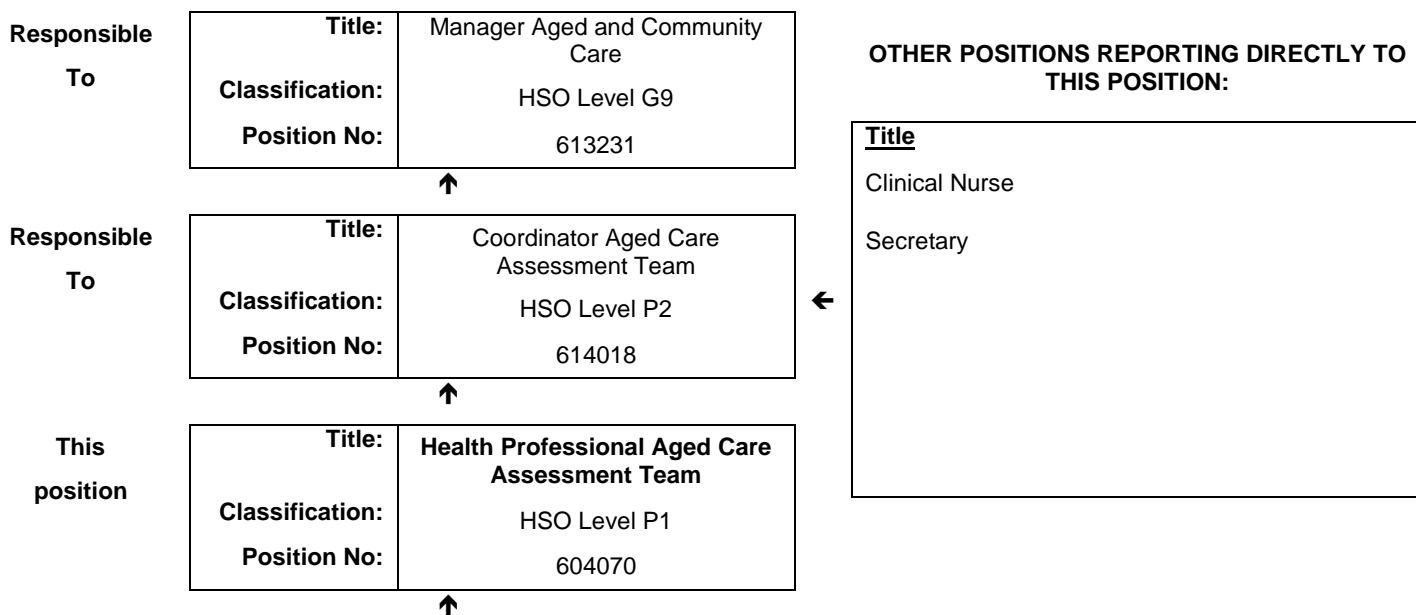 Responsible
To
Title:
Manager Aged and Community
Care
Classification:
HSO Level G9
Position No:
613231
OTHER POSITIONS REPORTING DIRECTLY TO
THIS POSITION:
Title
Clinical Nurse
Secretary
Responsible
To
Title:
Coordinator Aged Care
Assessment Team
Classification:
HSO Level P2
Position No:
614018
This
position
Title:
Health Professional Aged Care
Assessment Team
Classification:
HSO Level P1
Position No:
604070